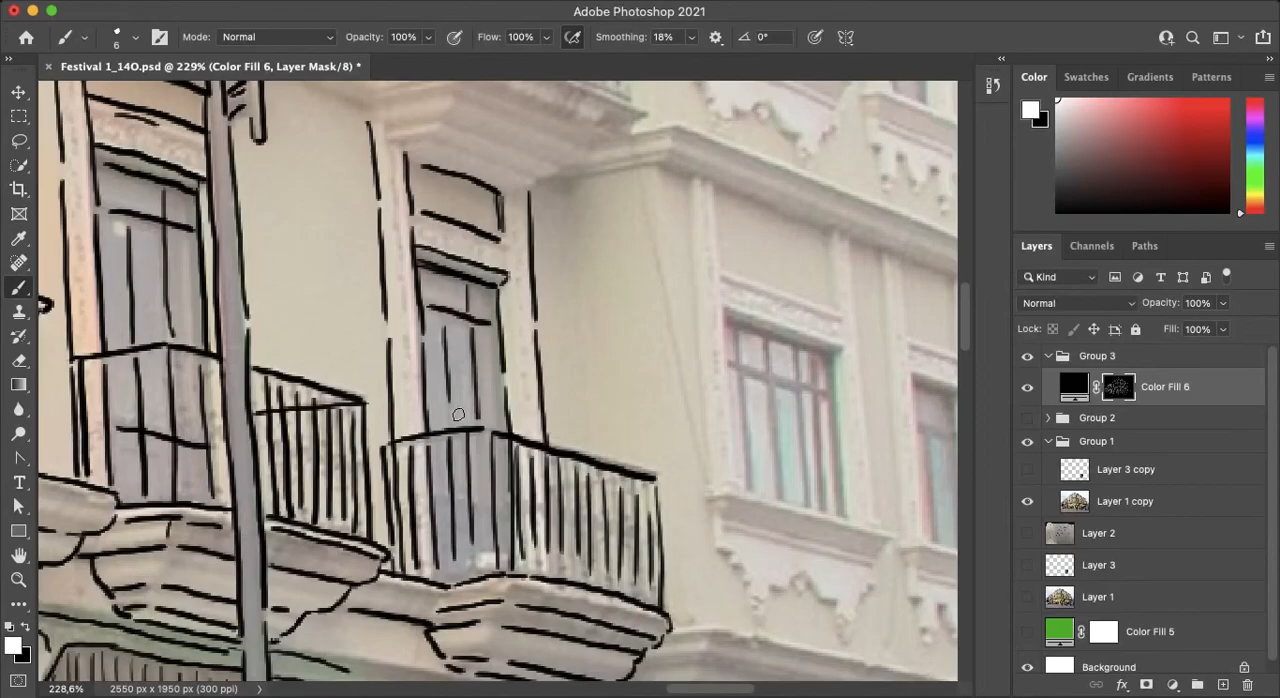 Adobe Photoshop 2021
6
Mode: Normal
Opacity: 100%
Flow: 100%
Smoothing: 18%
0°
Festival 1_14O.psd @ 229% (Color Fill 6, Layer Mask/8) *
Color
Swatches
Gradients
Patterns
Layers
Channels
Paths
Kind
Normal
Opacity: 100%
Lock:
Fill: 100%
Group 3
Color Fill 6
Group 2
Group 1
Layer 3 copy
Layer 1 copy
Layer 2
Layer 3
Layer 1
Color Fill 5
Background
fx
228,6%
2550 px x 1950 px (300 ppi)